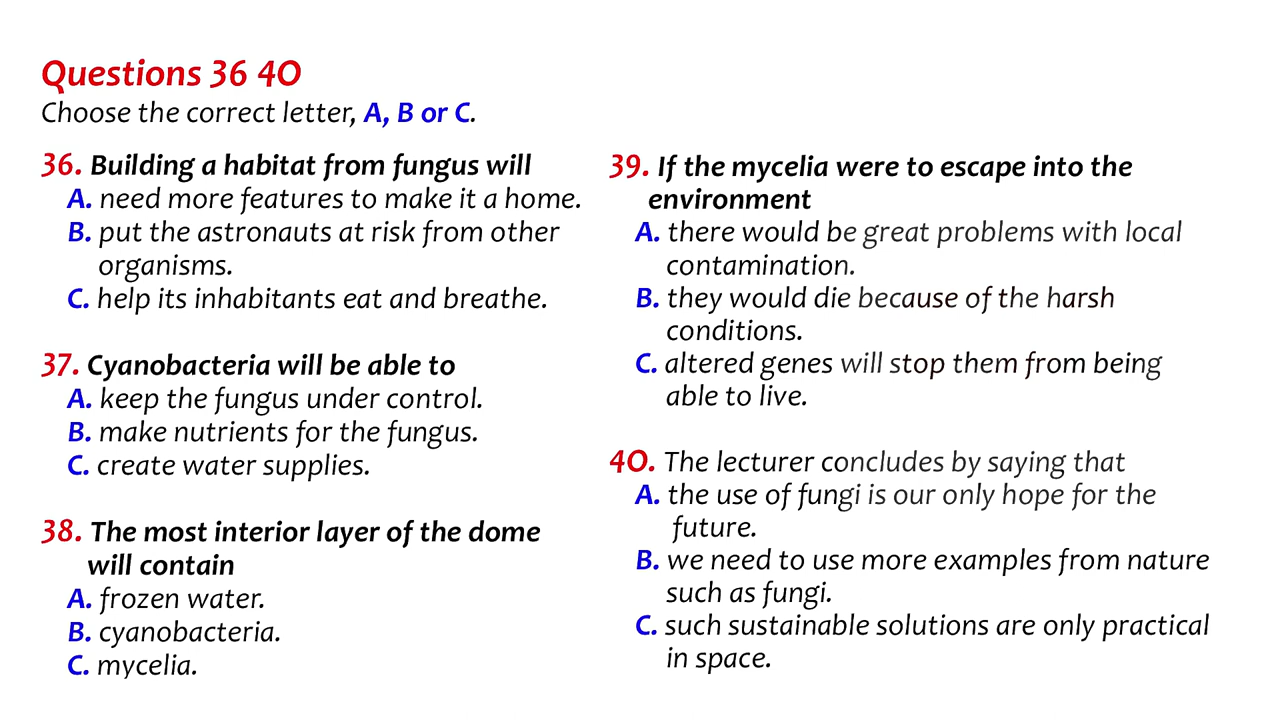 Questions 36 40
Choose the correct letter, A, B or C.
36. Building a habitat from fungus will
A. need more features to make it a home.
B. put the astronauts at risk from other
organisms.
C. help its inhabitants eat and breathe.
37. Cyanobacteria will be able to
A. keep the fungus under control.
B. make nutrients for the fungus.
C. create water supplies.
38. The most interior layer of the dome
will contain
A. frozen water.
B. cyanobacteria.
C. mycelia.
39. If the mycelia were to escape into the
environment
A. there would be great problems with local
contamination.
B. they would die because of the harsh
conditions.
C. altered genes will stop them from being
able to live.
40. The lecturer concludes by saying that
A. the use of fungi is our only hope for the
future.
B. we need to use more examples from nature
such as fungi.
C. such sustainable solutions are only practical
in space.